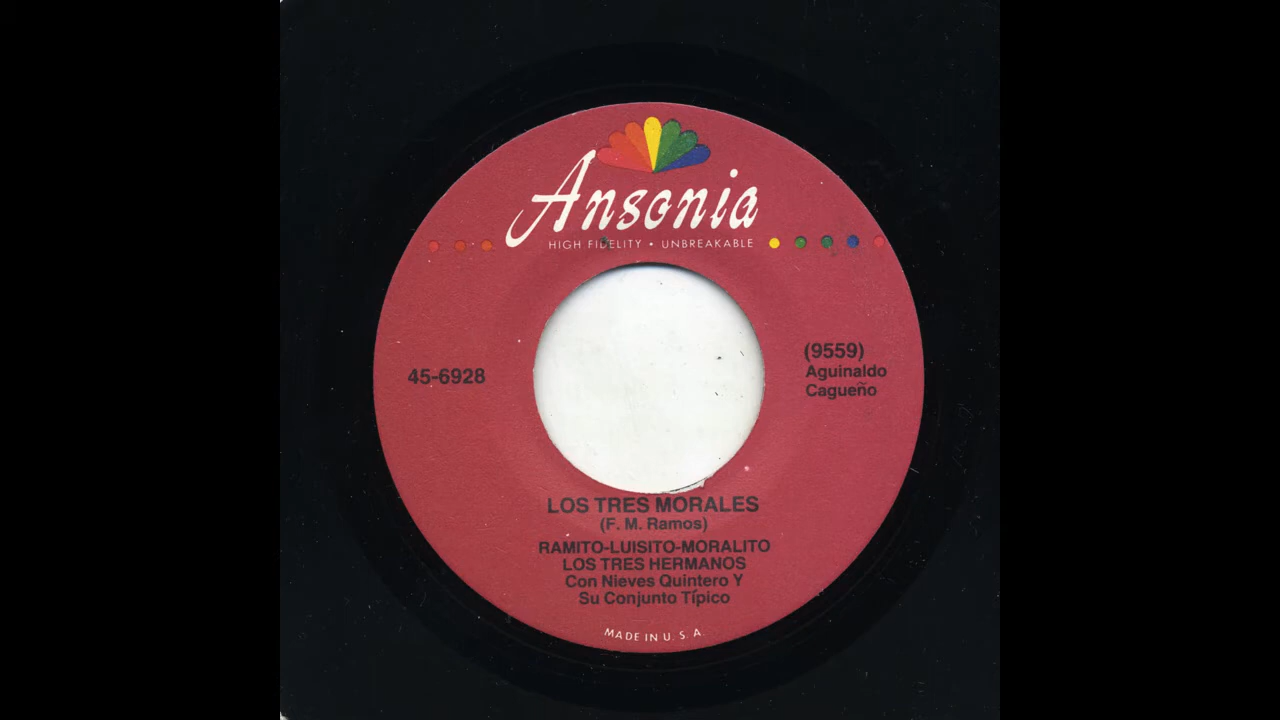 Ansonia
HIGH FIDELITY • UNBREAKABLE
45-6928
(9559)
Aguinaldo
Cagueño
LOS TRES MORALES
(F. M. Ramos)
RAMITO-LUISITO-MORALITO
LOS TRES HERMANOS
Con Nieves Quintero Y
Su Conjunto Típico
MADE IN U. S. A.